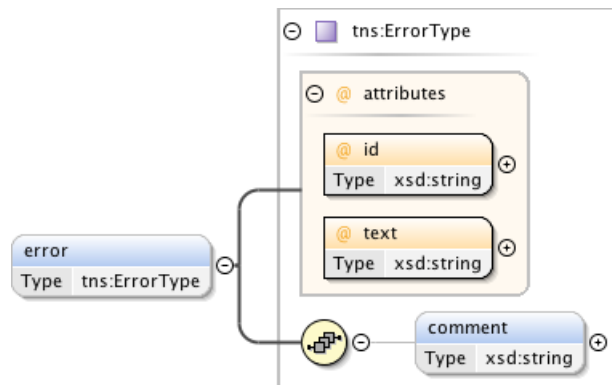 tns:ErrorType
@ attributes
@ id
Type xsd:string
@ text
Type xsd:string
error
Type tns:ErrorType
comment
Type xsd:string